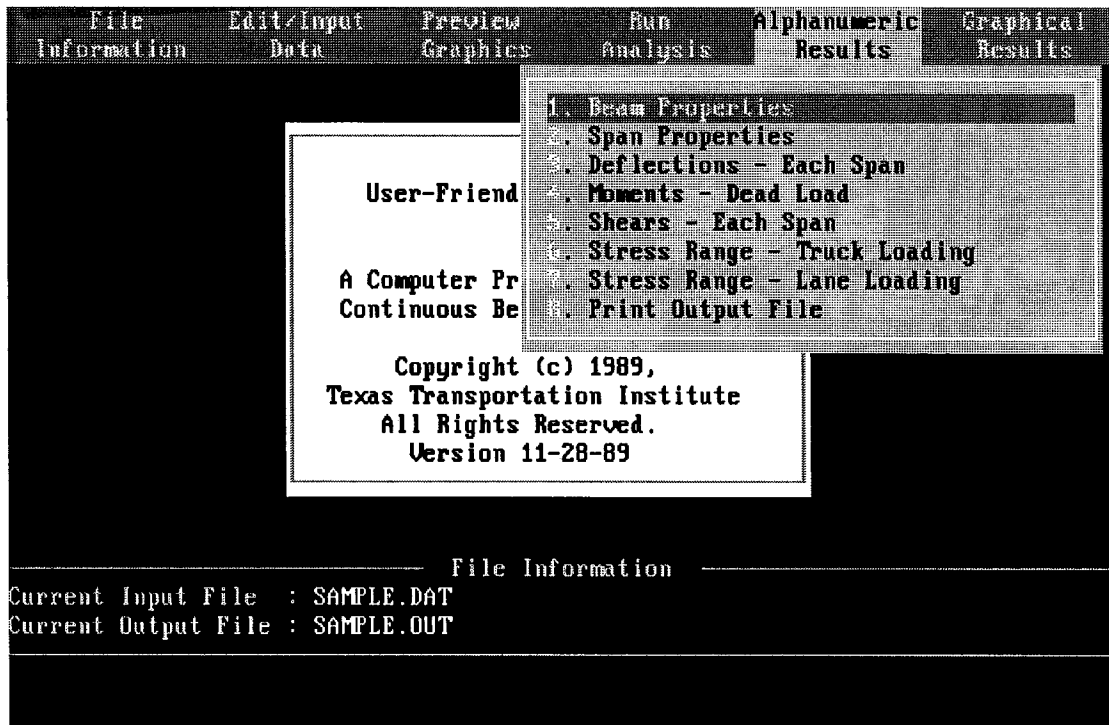 File Edit/Input Preview Run Alphanumeric Graphical
Information Data Graphics Analysis Results Results
1. Beam Properties
2. Span Properties
3. Deflections - Each Span
4. Moments - Dead Load
5. Shears - Each Span
6. Stress Range - Truck Loading
7. Stress Range - Lane Loading
8. Print Output File
User-Friend
A Computer Pr
Continuous Be
Copyright (c) 1989,
Texas Transportation Institute
All Rights Reserved.
Version 11-28-89
File Information
Current Input File : SAMPLE.DAT
Current Output File : SAMPLE.OUT